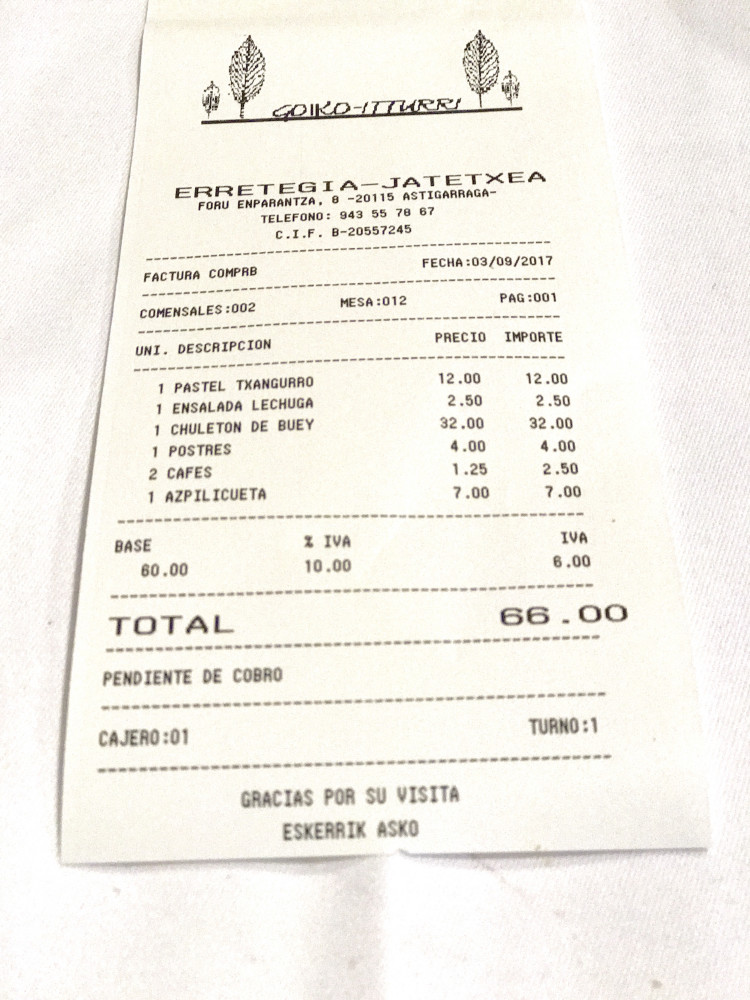 GOIKO-ITTURRI
ERRETEGIA-JATETXEA
FORU ENPARANTZA, 8 -20115 ASTIGARRAGA-
TELEFONO: 943 55 78 67
C.I.F. B-20557245
FACTURA COMPRB FECHA:03/09/2017
COMENSALES:002 MESA:012 PAG:001
UNI. DESCRIPCION PRECIO IMPORTE
1 PASTEL TXANGURRO 12.00 12.00
1 ENSALADA LECHUGA 2.50 2.50
1 CHULETON DE BUEY 32.00 32.00
1 POSTRES 4.00 4.00
2 CAFES 1.25 2.50
1 AZPILICUETA 7.00 7.00
BASE % IVA IVA
60.00 10.00 6.00
TOTAL 66.00
PENDIENTE DE COBRO
CAJERO:01 TURNO:1
GRACIAS POR SU VISITA
ESKERRIK ASKO